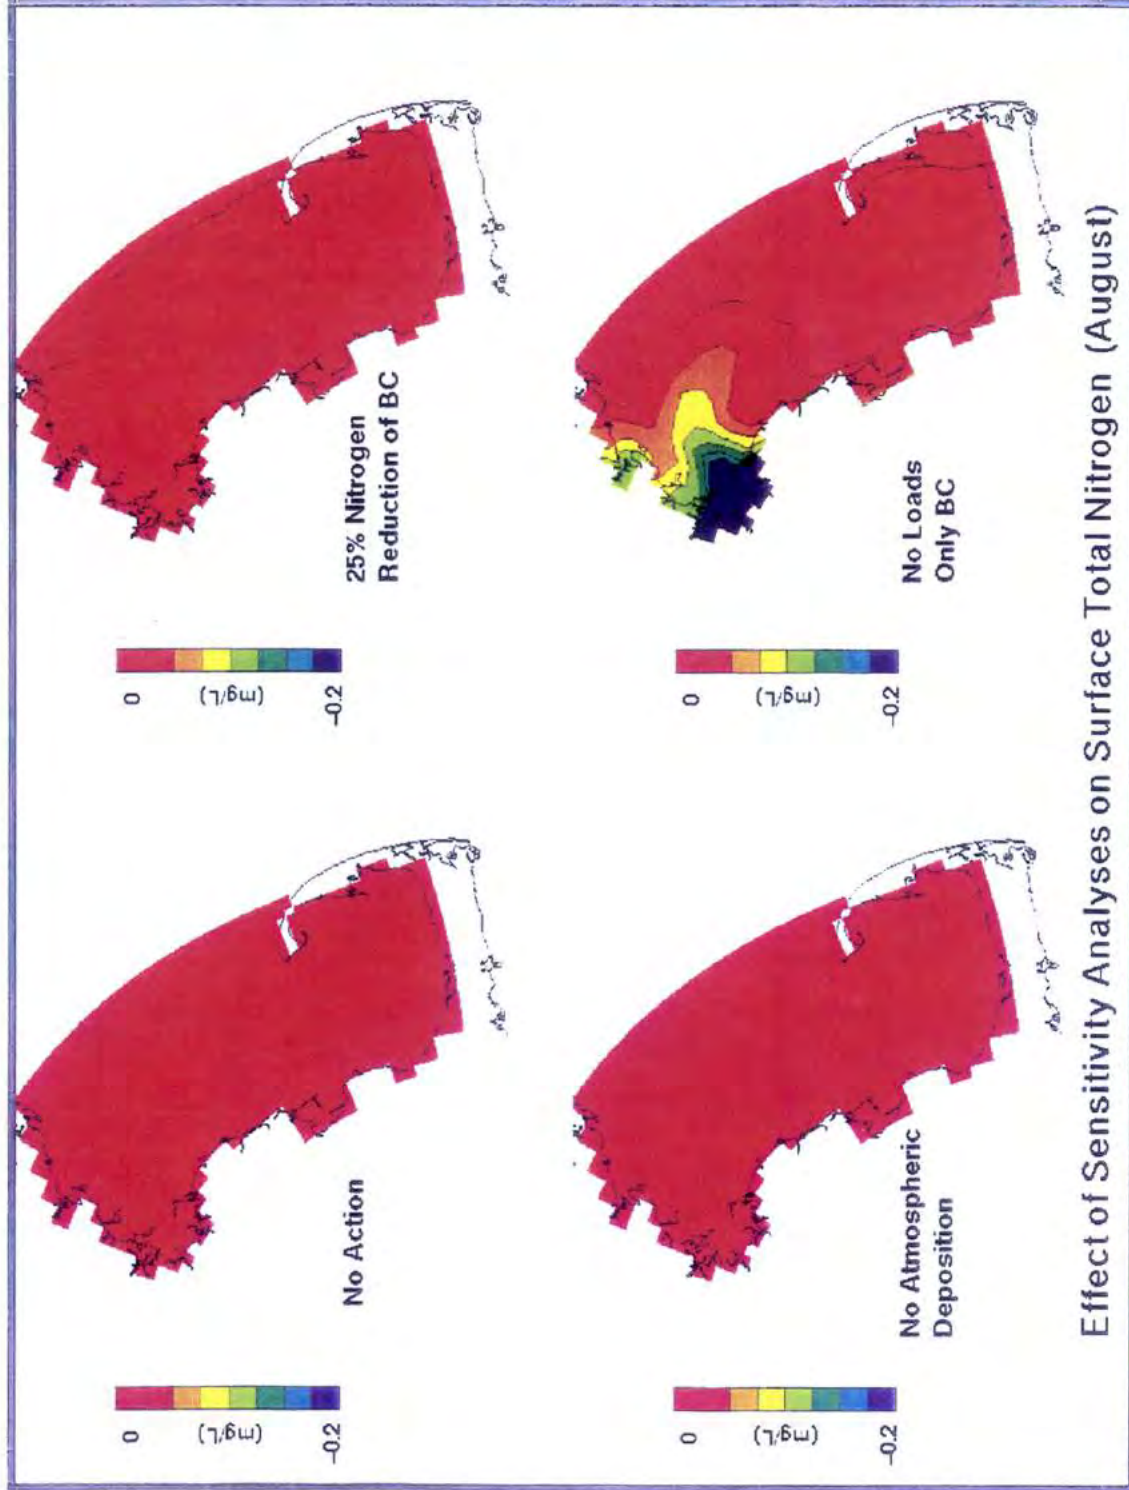 0
(mg/L)
–0.2
No Action
0
(mg/L)
–0.2
25% Nitrogen
Reduction of BC
0
(mg/L)
–0.2
No Atmospheric
Deposition
0
(mg/L)
–0.2
No Loads
Only BC
Effect of Sensitivity Analyses on Surface Total Nitrogen (August)